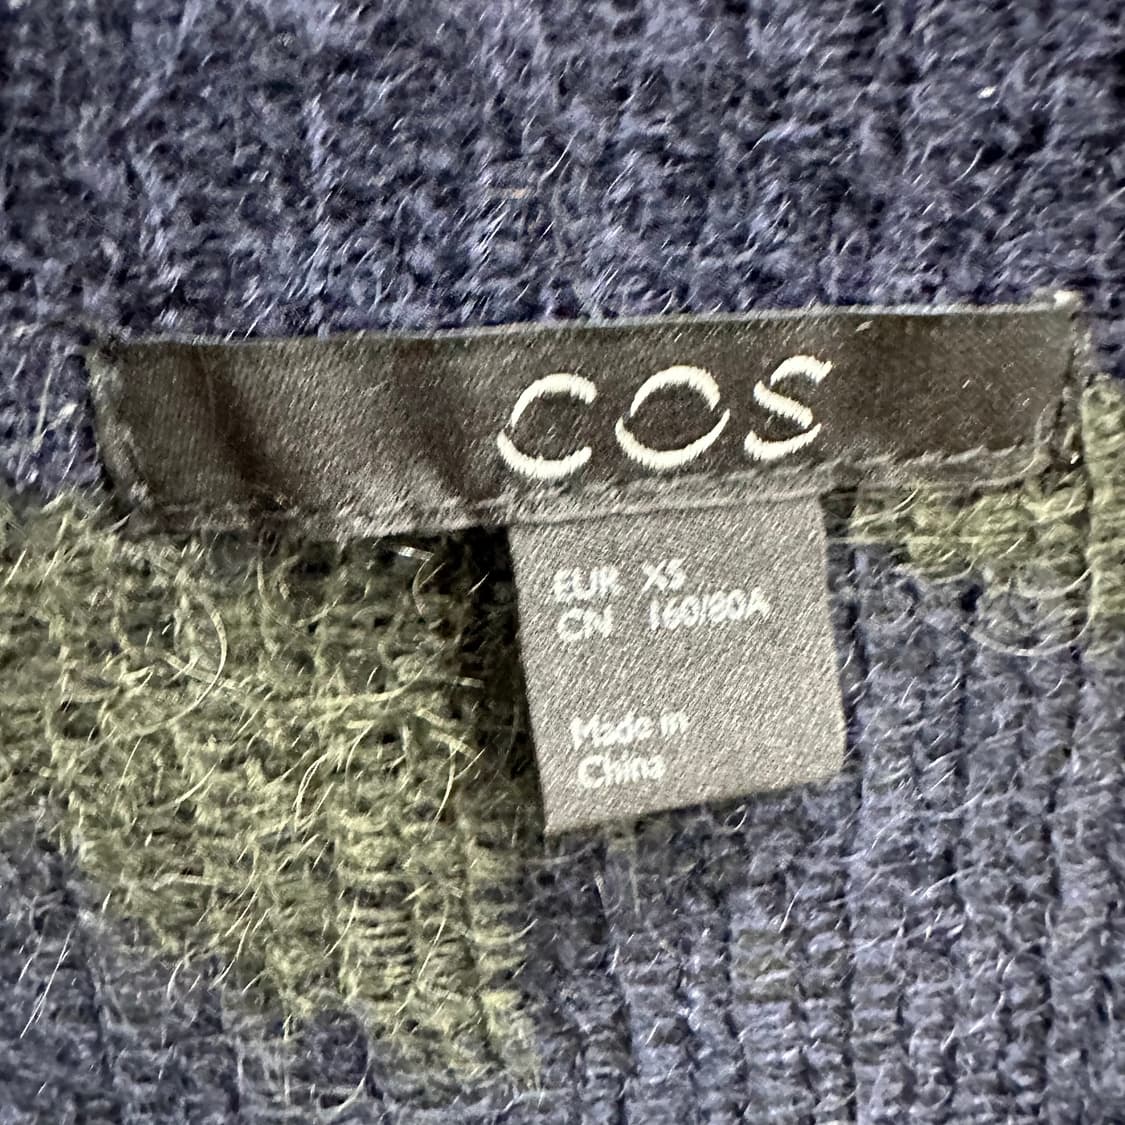 COS
EUR XS
CN 160/80A
Made in
China